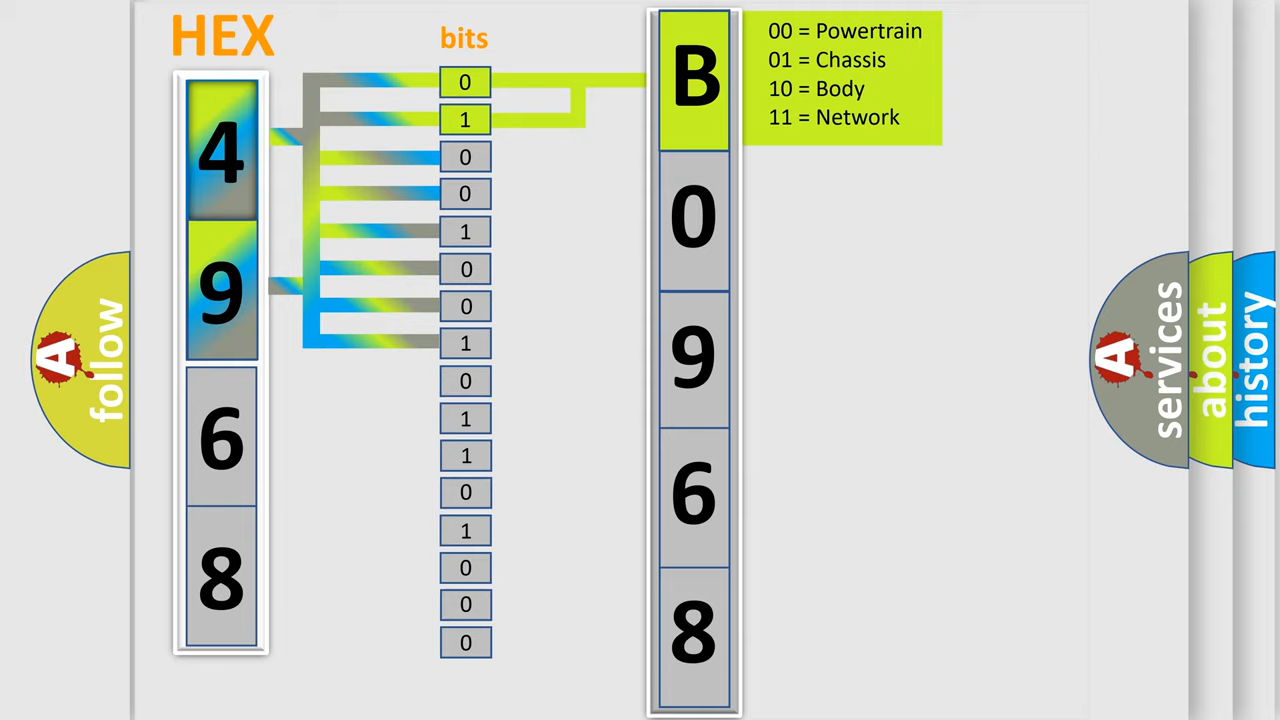 HEX
bits
4
9
6
8
0
1
0
0
1
0
0
1
0
1
1
0
1
0
0
0
B
0
9
6
8
00 = Powertrain
01 = Chassis
10 = Body
11 = Network
A
follow
A
services
about
history